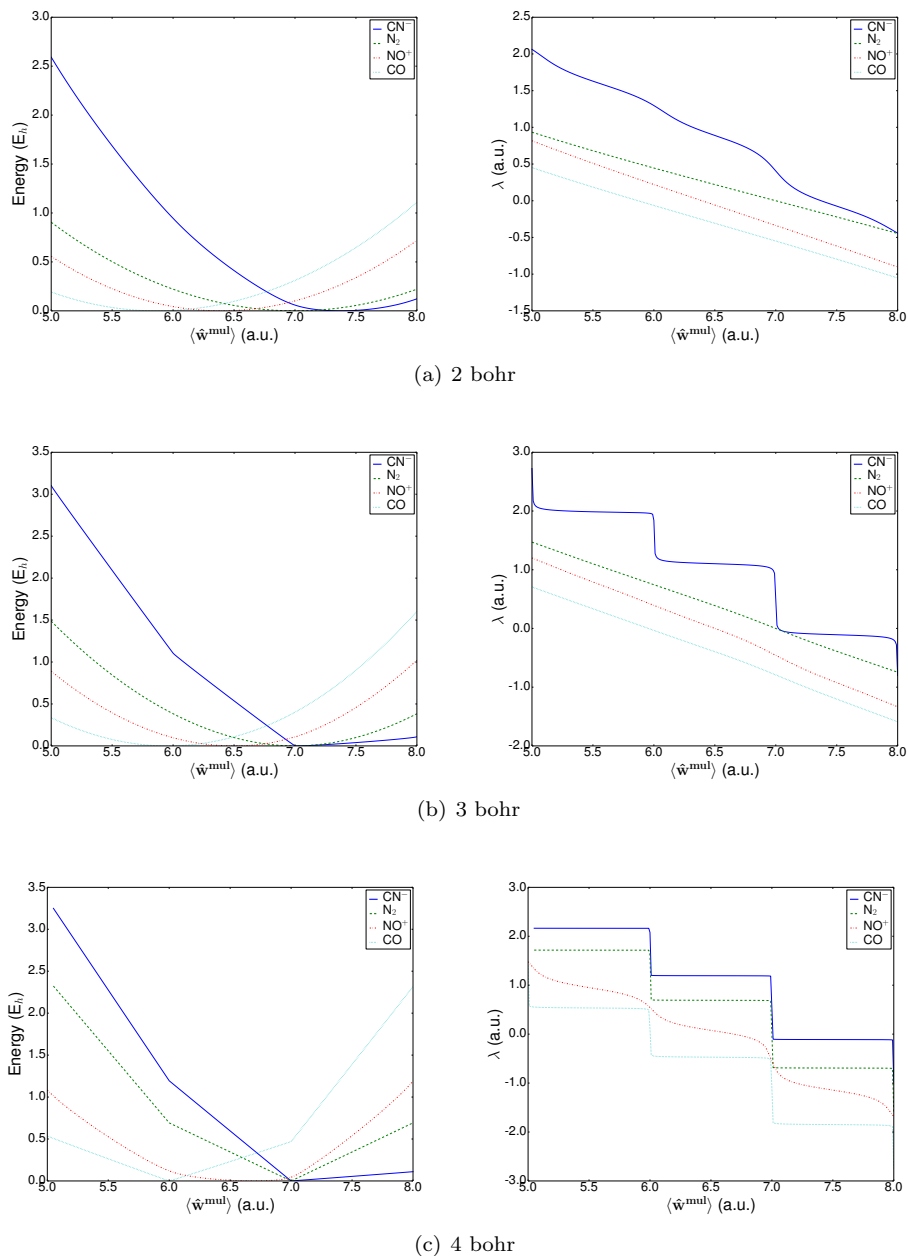 3.0
2.5
2.0
1.5
1.0
0.5
0.0
5.0 5.5 6.0 6.5 7.0 7.5 8.0
Energy (E_h)
⟨ŵ^mul⟩ (a.u.)
CN⁻
N₂
NO⁺
CO
2.5
2.0
1.5
1.0
0.5
0.0
-0.5
-1.0
-1.5
5.0 5.5 6.0 6.5 7.0 7.5 8.0
λ (a.u.)
⟨ŵ^mul⟩ (a.u.)
CN⁻
N₂
NO⁺
CO
(a) 2 bohr
3.5
3.0
2.5
2.0
1.5
1.0
0.5
0.0
5.0 5.5 6.0 6.5 7.0 7.5 8.0
Energy (E_h)
⟨ŵ^mul⟩ (a.u.)
CN⁻
N₂
NO⁺
CO
3.0
2.0
1.0
0.0
-1.0
-2.0
5.0 5.5 6.0 6.5 7.0 7.5 8.0
λ (a.u.)
⟨ŵ^mul⟩ (a.u.)
CN⁻
N₂
NO⁺
CO
(b) 3 bohr
3.5
3.0
2.5
2.0
1.5
1.0
0.5
0.0
5.0 5.5 6.0 6.5 7.0 7.5 8.0
Energy (E_h)
⟨ŵ^mul⟩ (a.u.)
CN⁻
N₂
NO⁺
CO
3.0
2.0
1.0
0.0
-1.0
-2.0
-3.0
5.0 5.5 6.0 6.5 7.0 7.5 8.0
λ (a.u.)
⟨ŵ^mul⟩ (a.u.)
CN⁻
N₂
NO⁺
CO
(c) 4 bohr